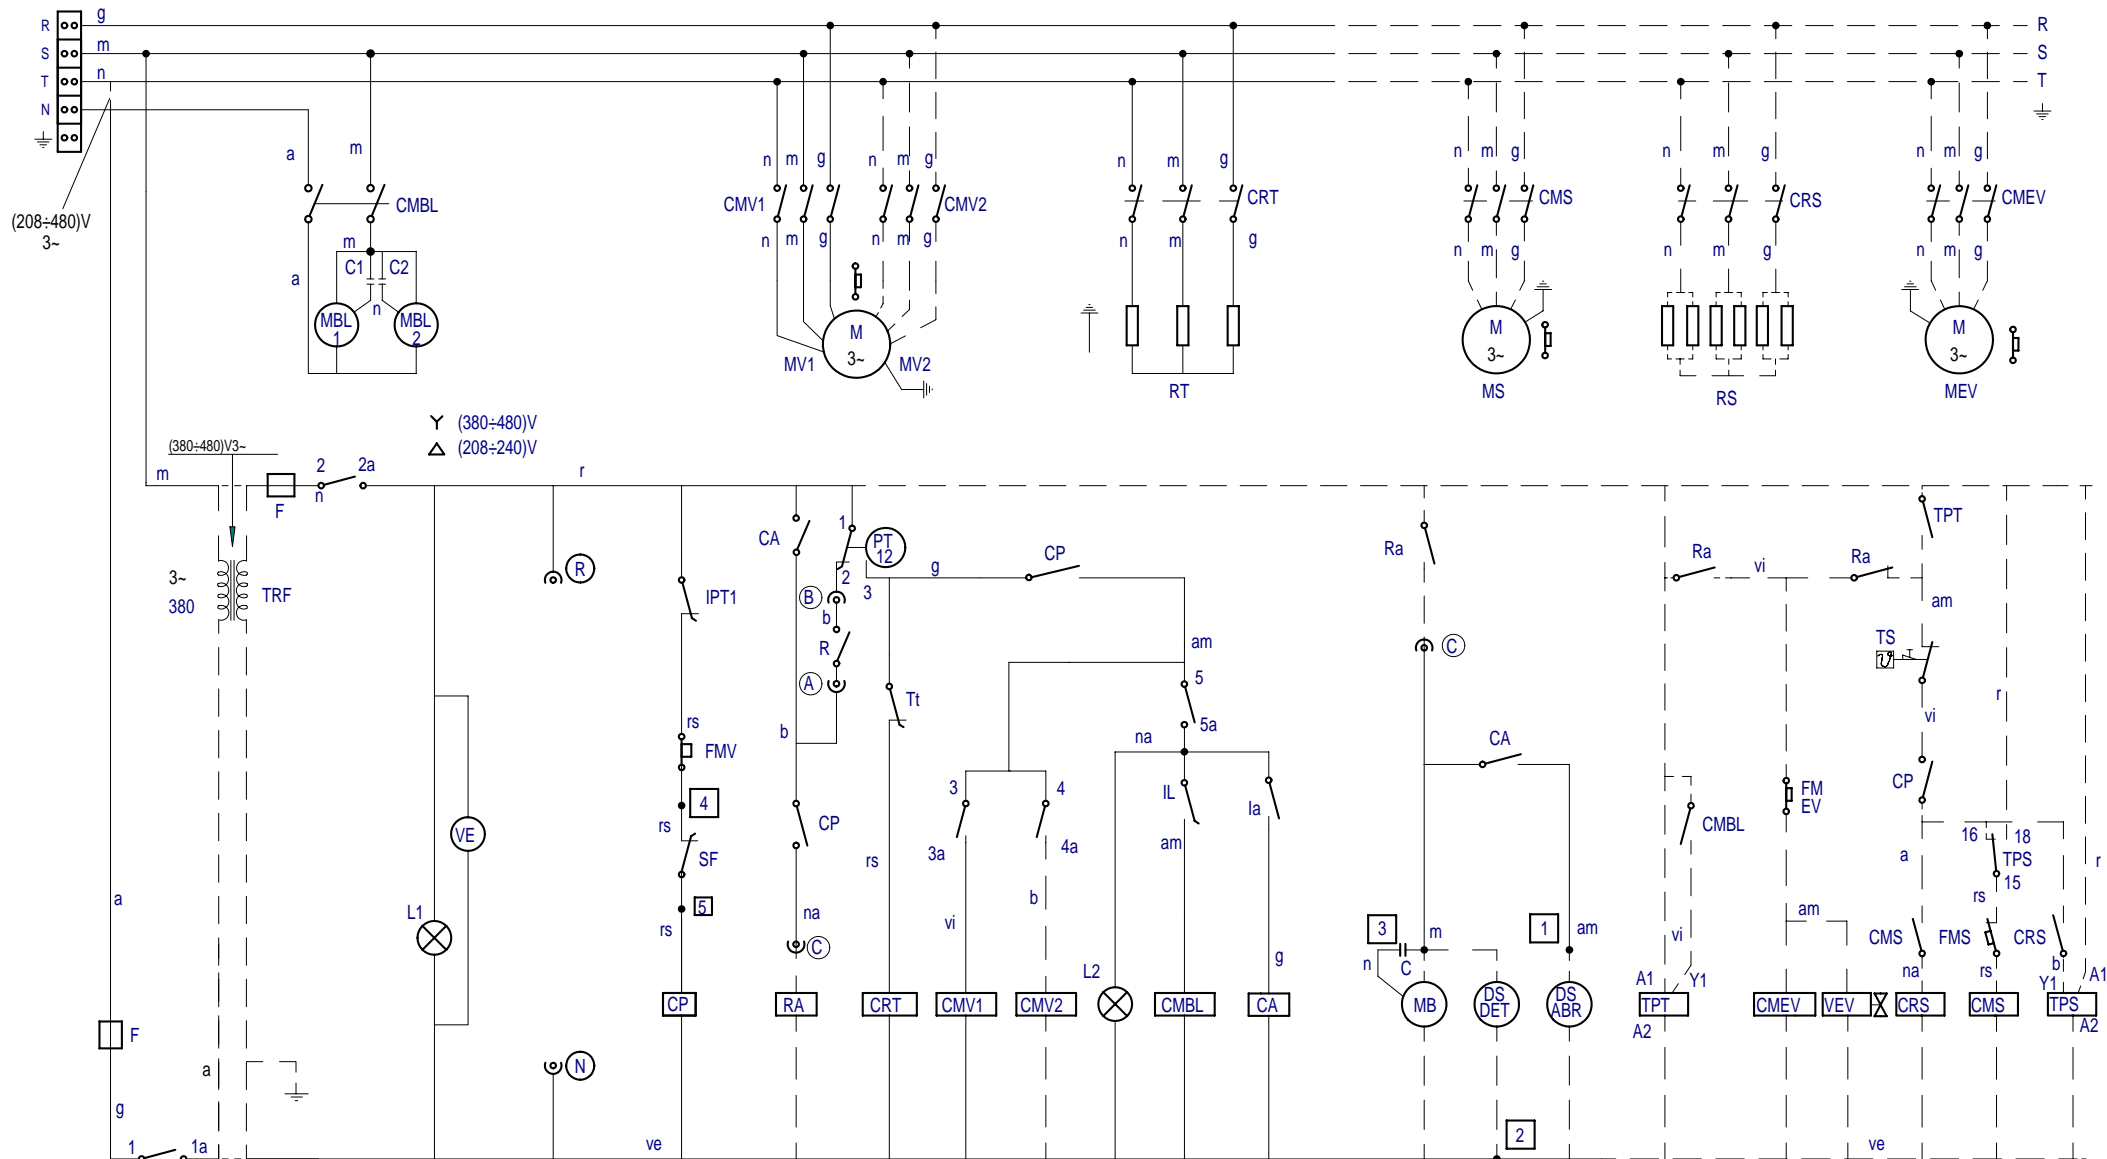 R g R
S m S
T n T
N
(208÷480)V
3~
a m
n m g n m g
n m g
n m g
n m g
n m g
CMBL
CMV1 CMV2
CRT
CMS
CRS
CMEV
m
C1 C2
a n
MBL 1
MBL 2
n m g n m g
n m g
n m g
n m g
n m g
M
3~
MV1 MV2
RT
M
3~
MS
RS
M
3~
MEV
(380÷480)V
(208÷240)V
(380÷480)V3~
m
F
2 2a
n
r
3~
380
TRF
R
CA
1
PT
12
2
3
g
CP
Ra
Ra
vi
Ra
TPT
am
IPT1
B
b
R
A
Tt
am
C
TS
r
vi
rs
FMV
b
5
5a
na
CA
4
rs
SF
5
rs
VE
L1
CP
3
3a
4
4a
IL
Ia
am
CP
FM
EV
CMBL
16 18
TPS
15
a
rs
r
a
na
C
rs
vi
b
g
3
m
n
C
1
am
vi
am
CMS
FMS
CRS
na
rs
b
L2
A1
Y1
Y1
A1
CP
RA
CRT
CMV1
CMV2
CMBL
CA
MB
DS
DET
DS
ABR
TPT
CMEV
VEV
CRS
CMS
TPS
A2
A2
F
a
N
g
1 1a
ve
2
ve